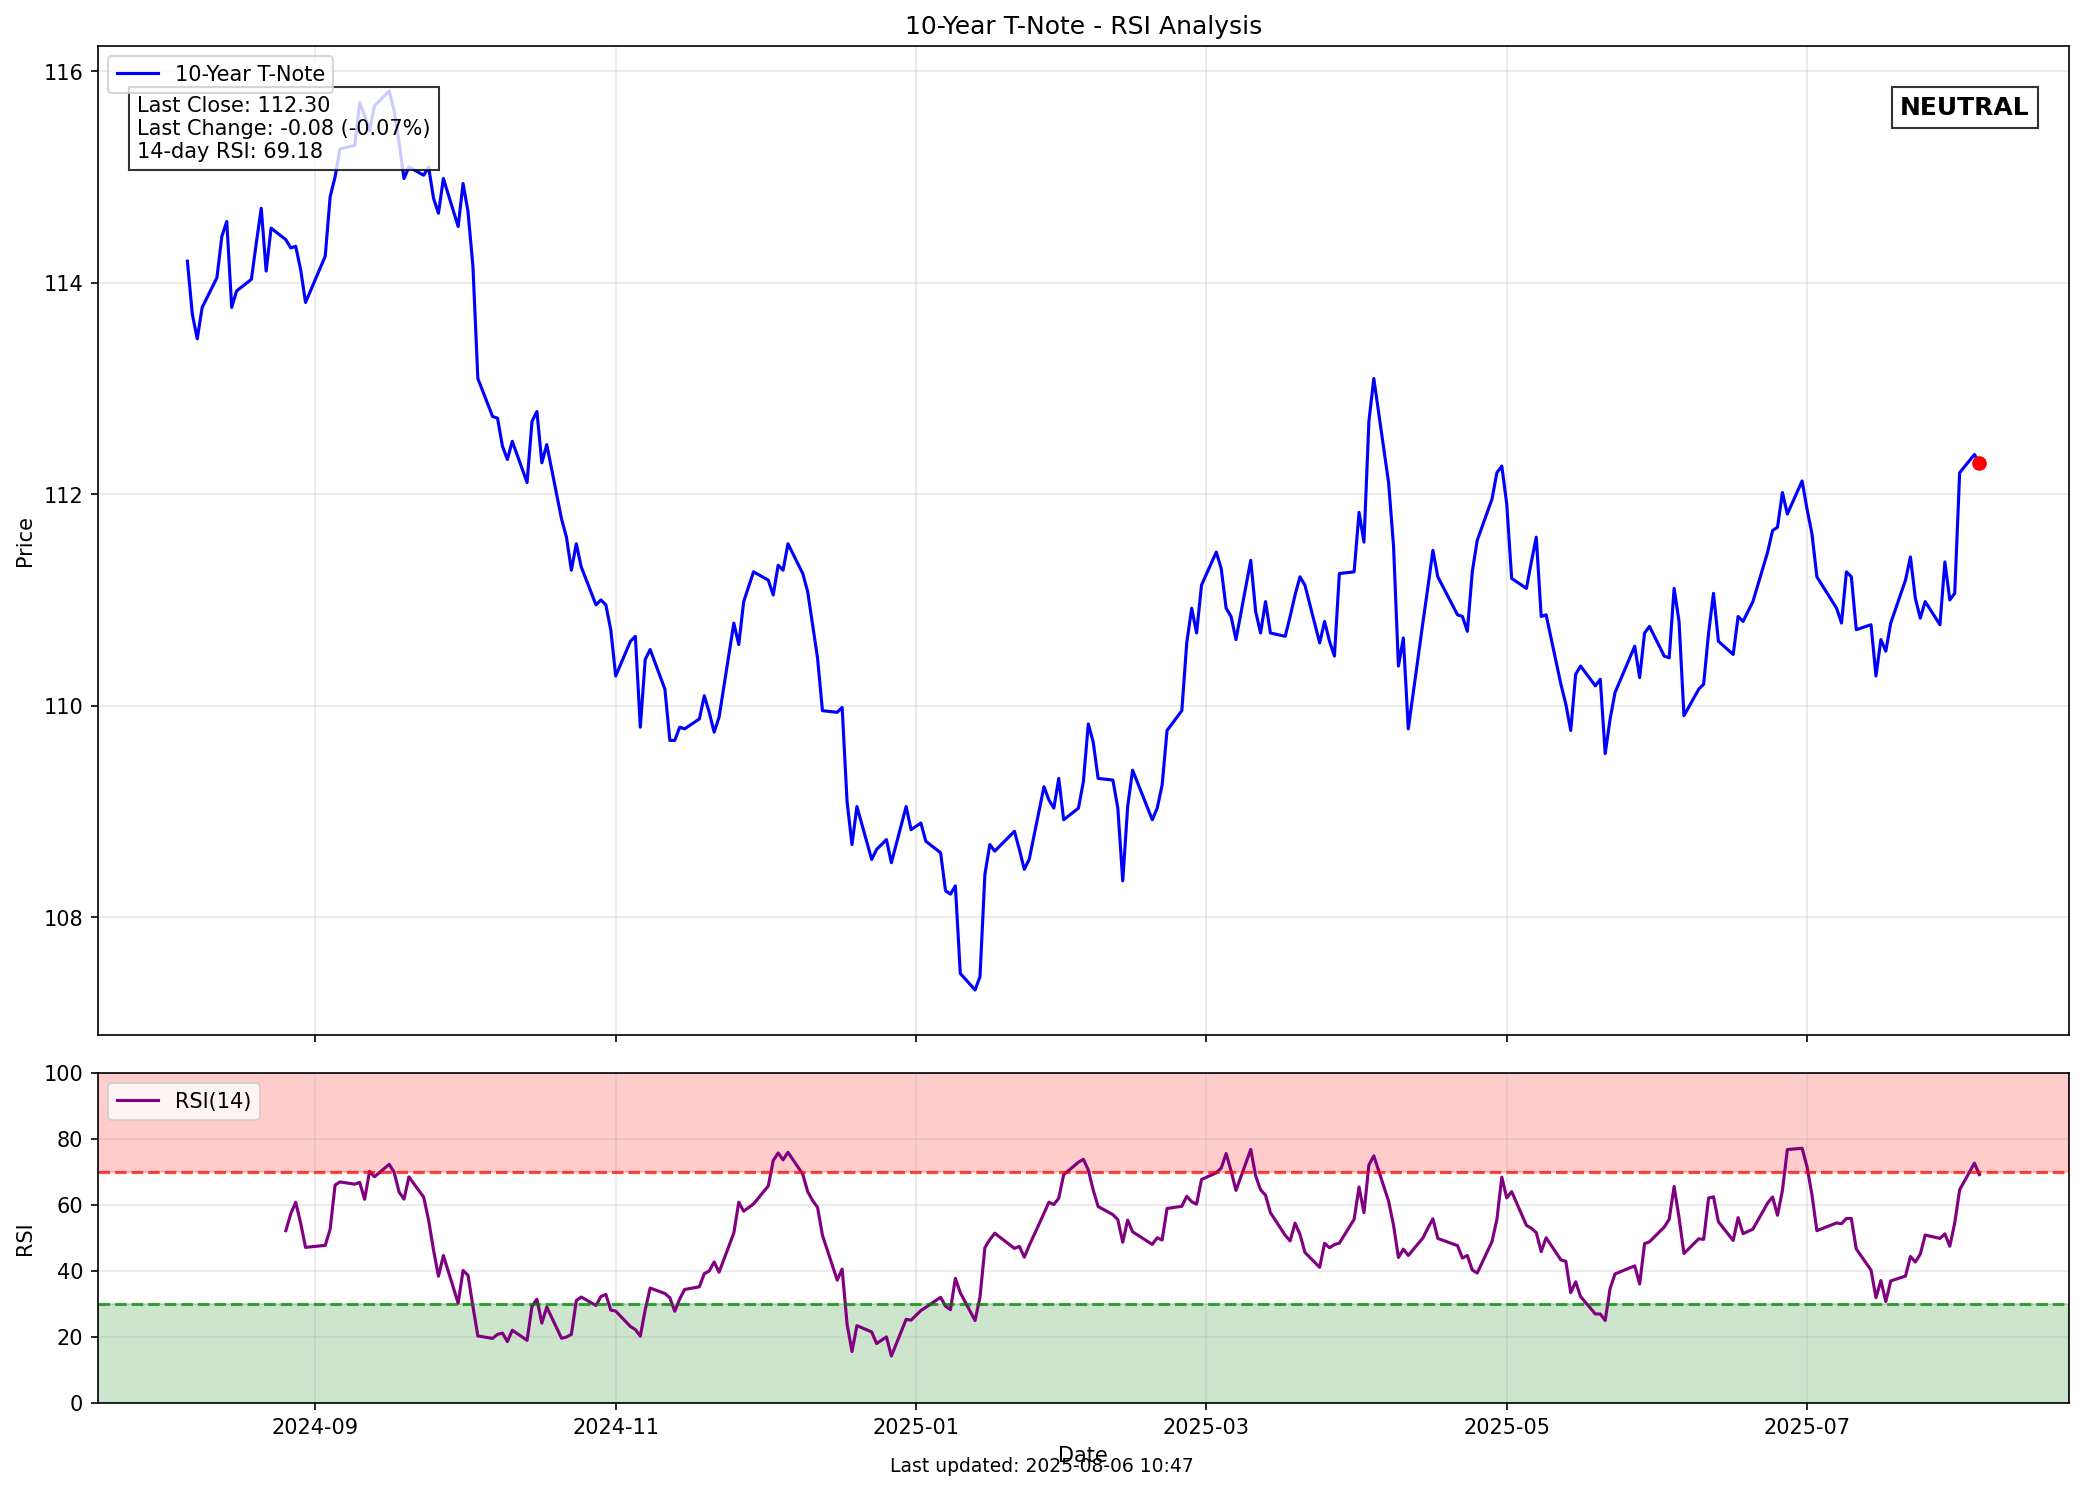 10-Year T-Note - RSI Analysis
10-Year T-Note
Last Close: 112.30
Last Change: -0.08 (-0.07%)
14-day RSI: 69.18
NEUTRAL
116
114
112
110
108
Price
RSI(14)
100
80
60
40
20
0
RSI
2024-09
2024-11
2025-01
2025-03
2025-05
2025-07
Date
Last updated: 2025-08-06 10:47